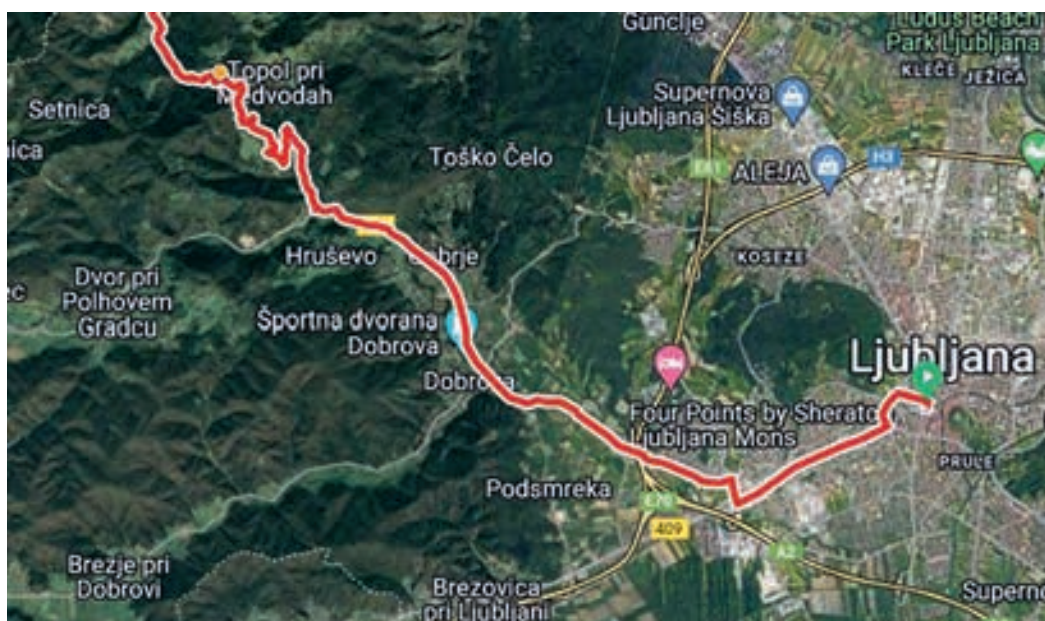 Gunclje
Ludus Beach
Park Ljubljana
KLEČE
JEŽICA
Topol pri
Medvodah
Setnica
Supernova
Ljubljana Šiška
Toško Čelo
ALEJA
H3
KOSEZE
Hruševo
Dvor pri
Polhovem
Gradcu
Športna dvorana
Dobrova
Dobrova
Ljubljana
Four Points by Sherato
Ljubljana Mons
PRULE
Podsmreka
E70
409
A2
Brezje pri
Dobrovi
Brezovica
pri Ljubljani
Superno